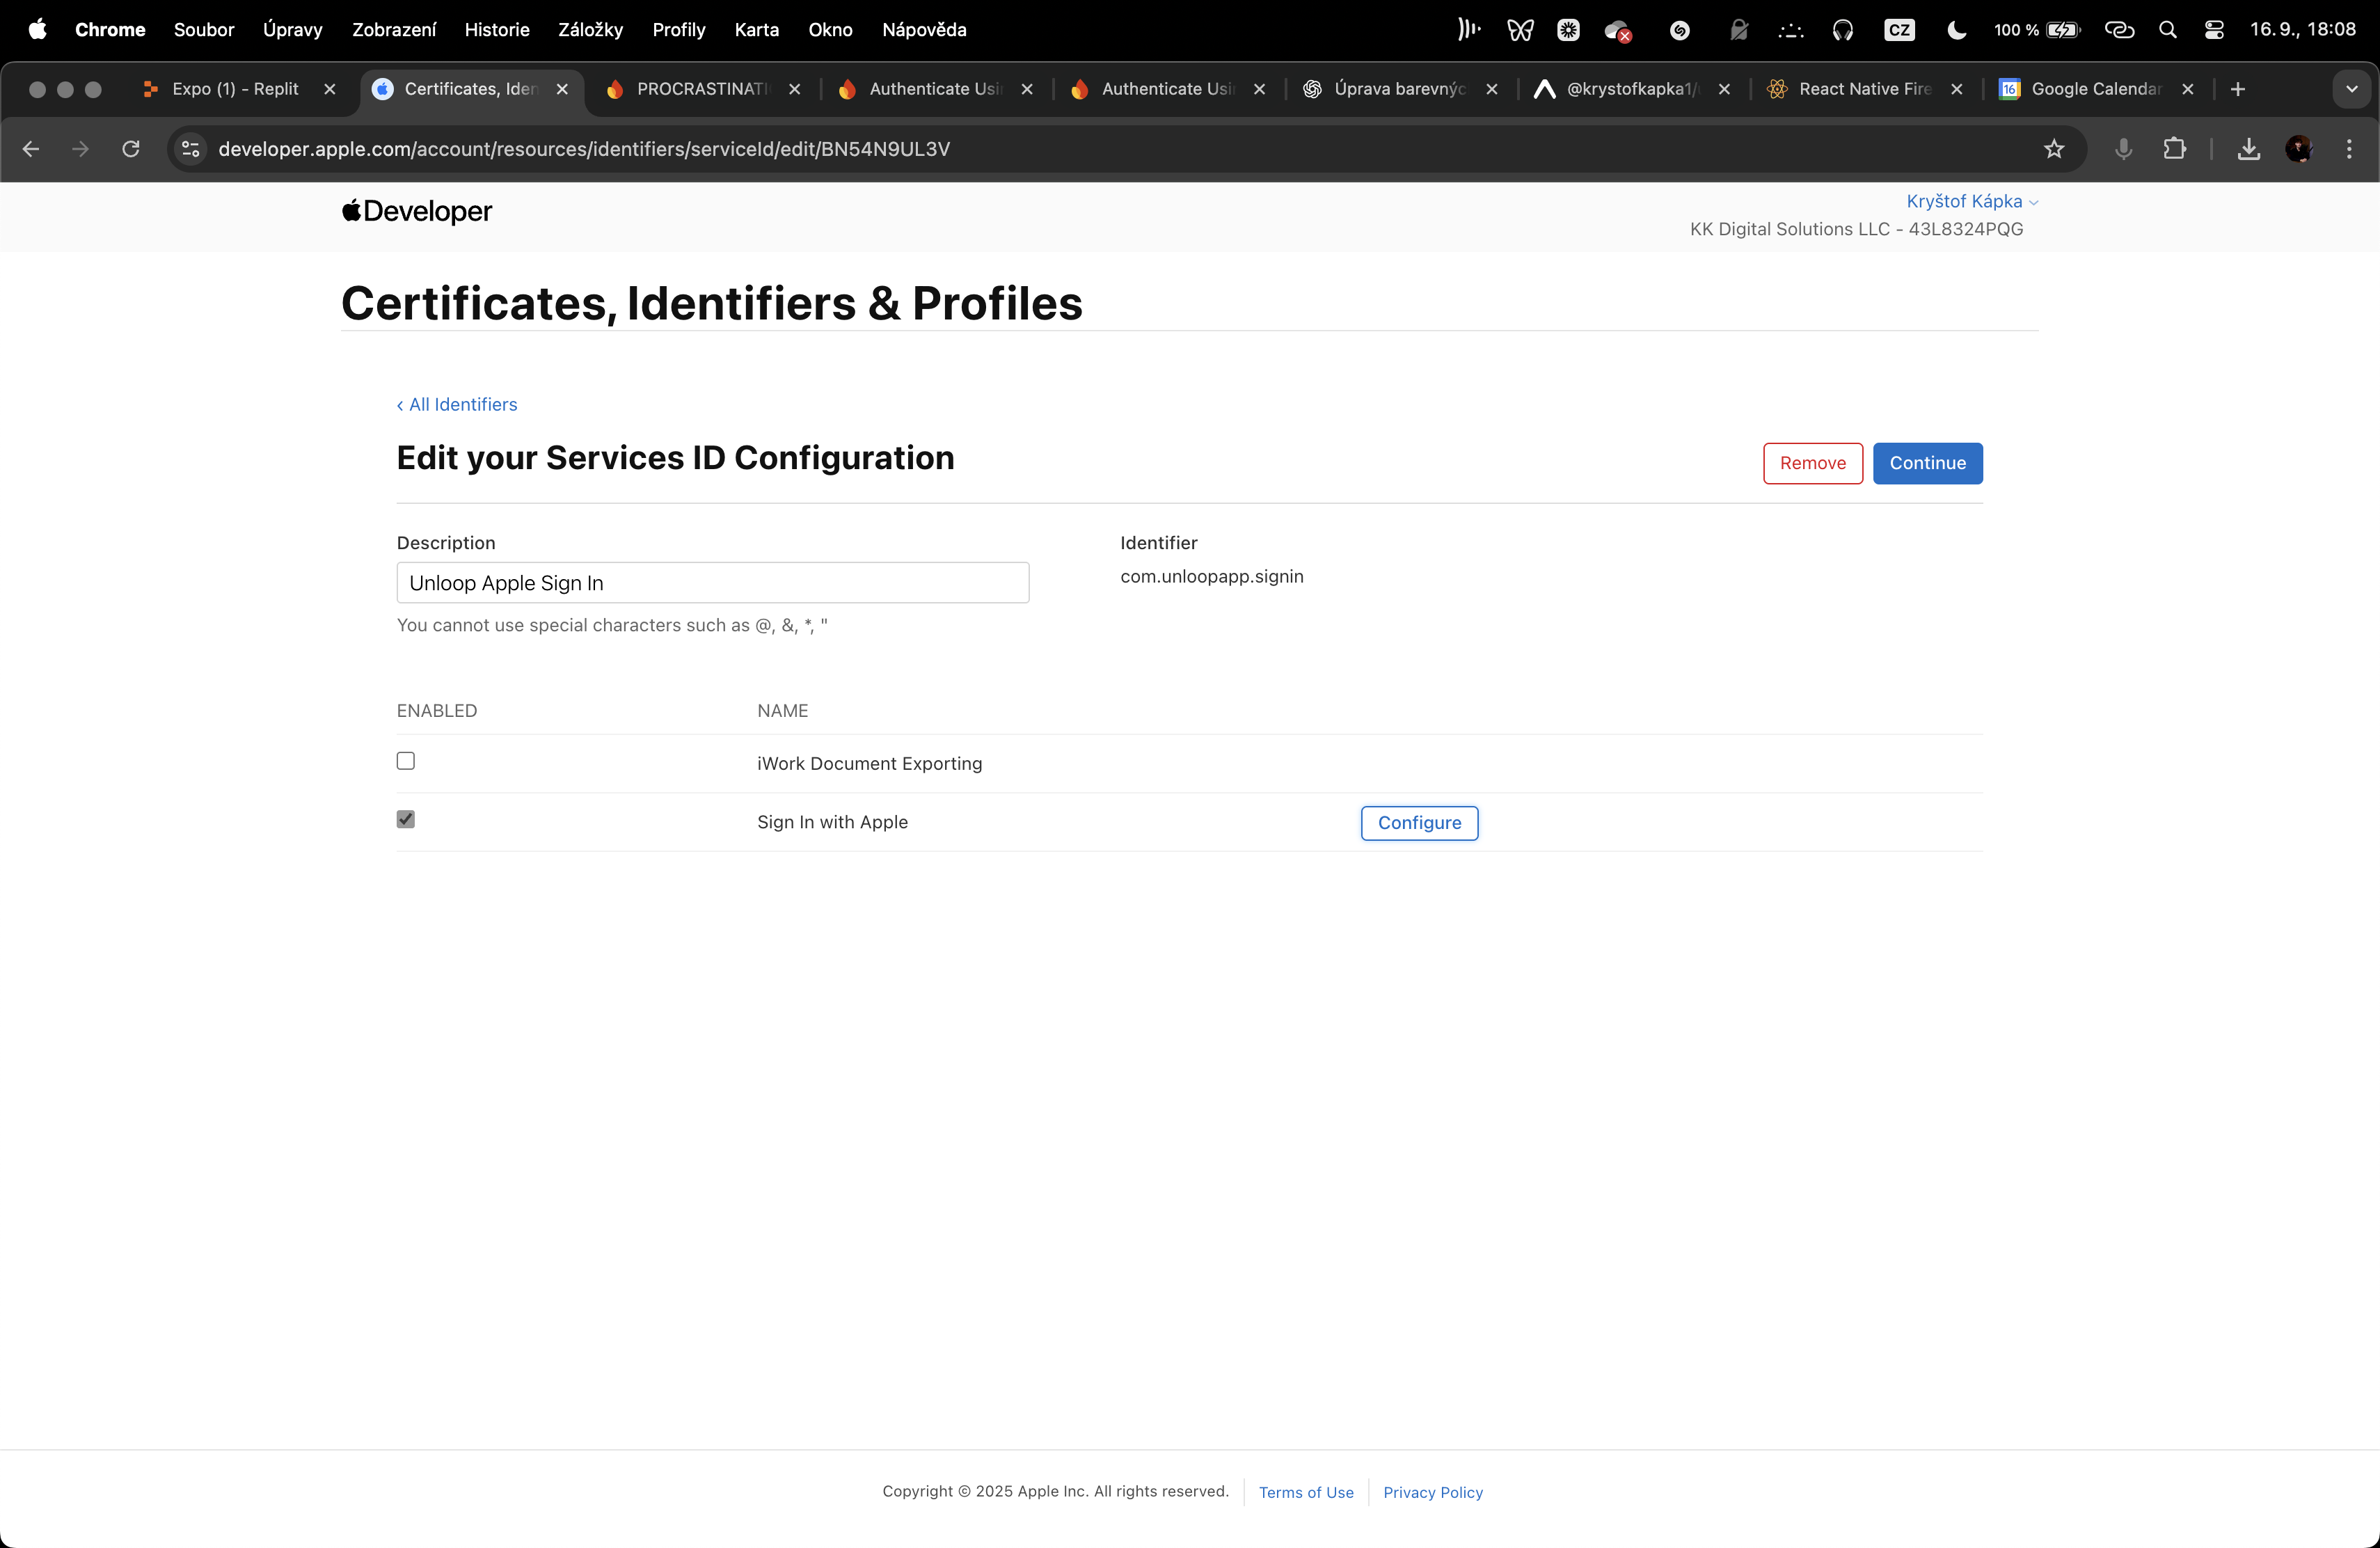 Chrome Soubor Úpravy Zobrazení Historie Záložky Profily Karta Okno Nápověda CZ 100 % 16. 9., 18:08
Expo (1) - Replit Certificates, Iden PROCRASTINATI Authenticate Usi Authenticate Usi Úprava barevnýc @krystofkapka1/ React Native Fire 16 Google Calendar
developer.apple.com/account/resources/identifiers/serviceId/edit/BN54N9UL3V
Developer
Kryštof Kápka
KK Digital Solutions LLC - 43L8324PQG
Certificates, Identifiers & Profiles
‹ All Identifiers
Edit your Services ID Configuration
Remove Continue
Description Identifier
Unloop Apple Sign In com.unloopapp.signin
You cannot use special characters such as @, &, *, "
ENABLED NAME
iWork Document Exporting
Sign In with Apple Configure
Copyright © 2025 Apple Inc. All rights reserved. Terms of Use Privacy Policy